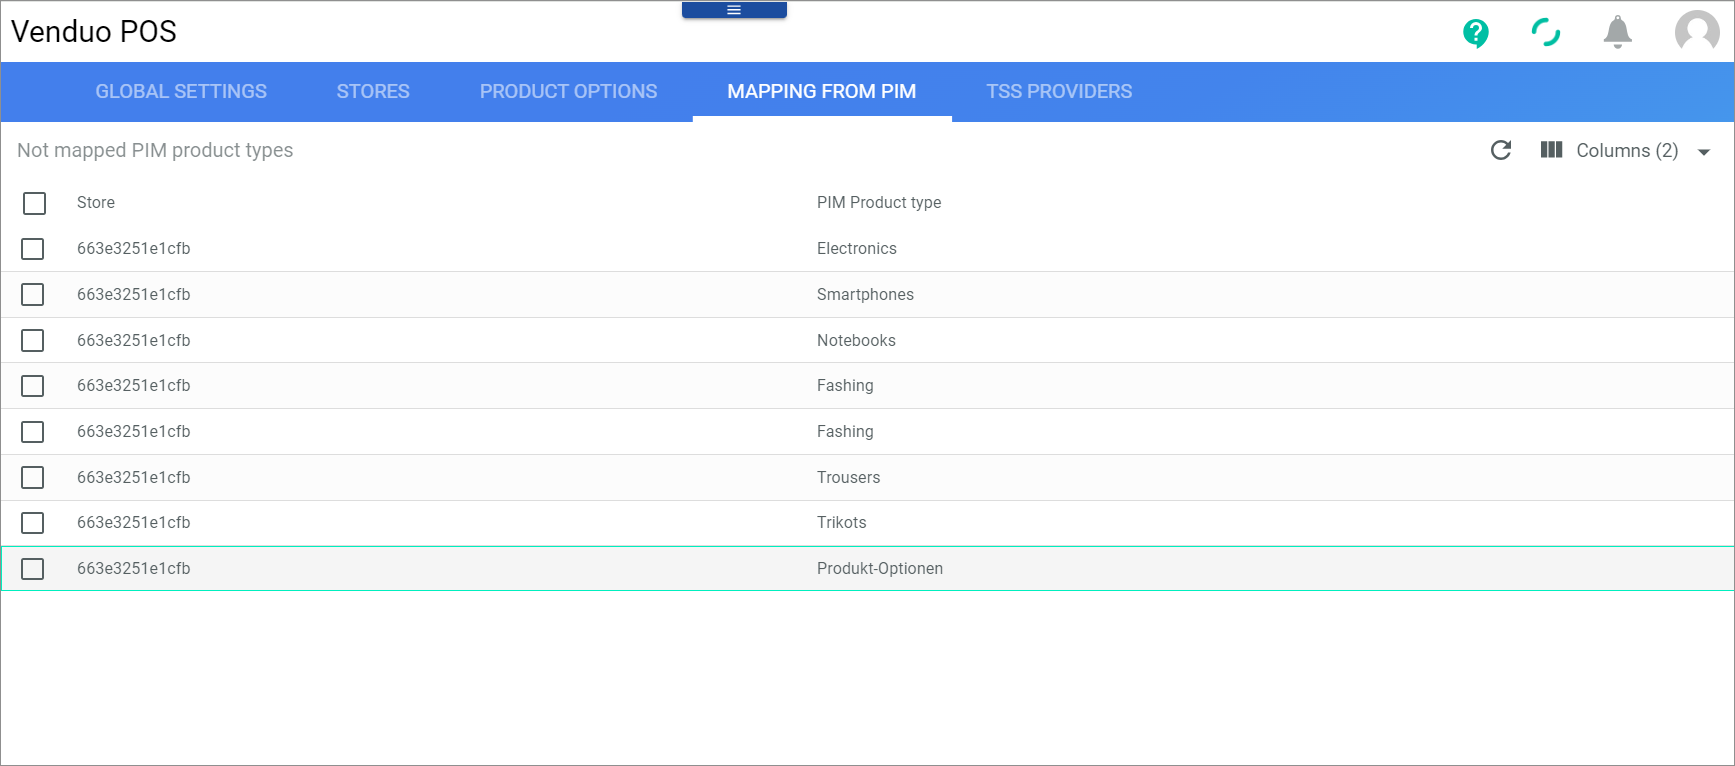 Venduo POS
GLOBAL SETTINGS STORES PRODUCT OPTIONS MAPPING FROM PIM TSS PROVIDERS
Not mapped PIM product types Columns (2)
Store PIM Product type
663e3251e1cfb Electronics
663e3251e1cfb Smartphones
663e3251e1cfb Notebooks
663e3251e1cfb Fashing
663e3251e1cfb Fashing
663e3251e1cfb Trousers
663e3251e1cfb Trikots
663e3251e1cfb Produkt-Optionen